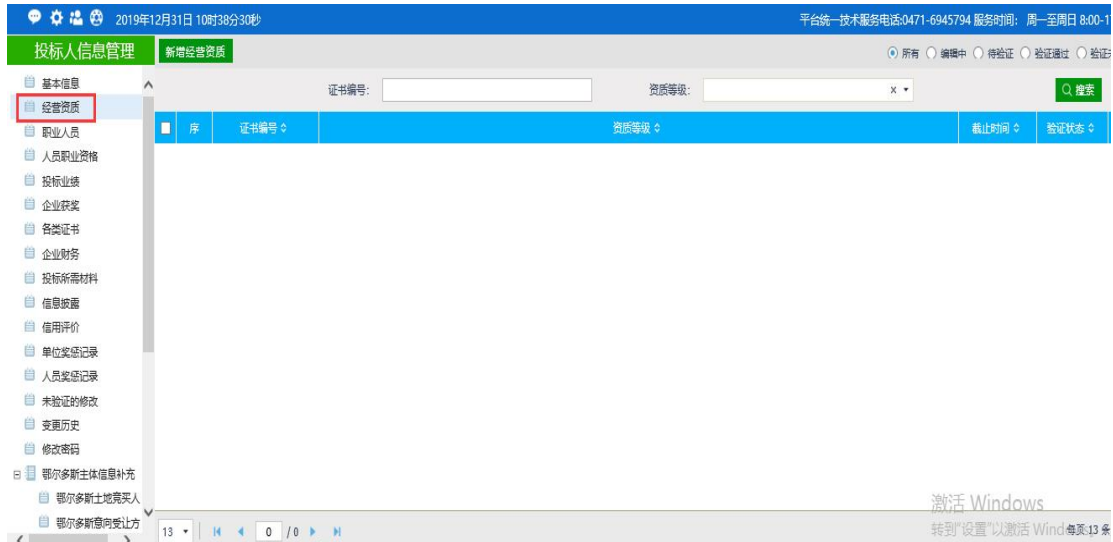 2019年12月31日 10时38分30秒
平台统一技术服务电话:0471-6945794 服务时间: 周一至周日 8:00-1
投标人信息管理
新增经营资质
所有 编辑中 待验证 验证通过 验证
基本信息
证书编号:
资质等级:
搜索
经营资质
职业人员
序 证书编号 资质等级 截止时间 验证状态
人员职业资格
投标业绩
企业获奖
各类证书
企业财务
投标所需材料
信息披露
信用评价
单位奖惩记录
人员奖惩记录
未验证的修改
变更历史
修改密码
鄂尔多斯主体信息补充
鄂尔多斯土地竞买人
激活 Windows
鄂尔多斯意向受让方
13
0 / 0
转到"设置"以激活 Wind
每页 13 条